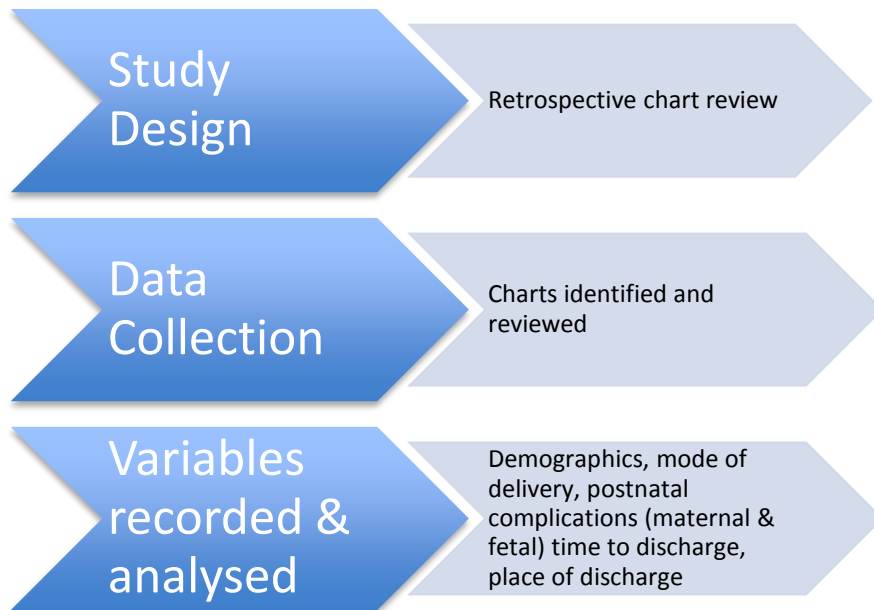 Study
Design
Retrospective chart review
Data
Collection
Charts identified and
reviewed
Variables
recorded &
analysed
Demographics, mode of
delivery, postnatal
complications (maternal &
fetal) time to discharge,
place of discharge